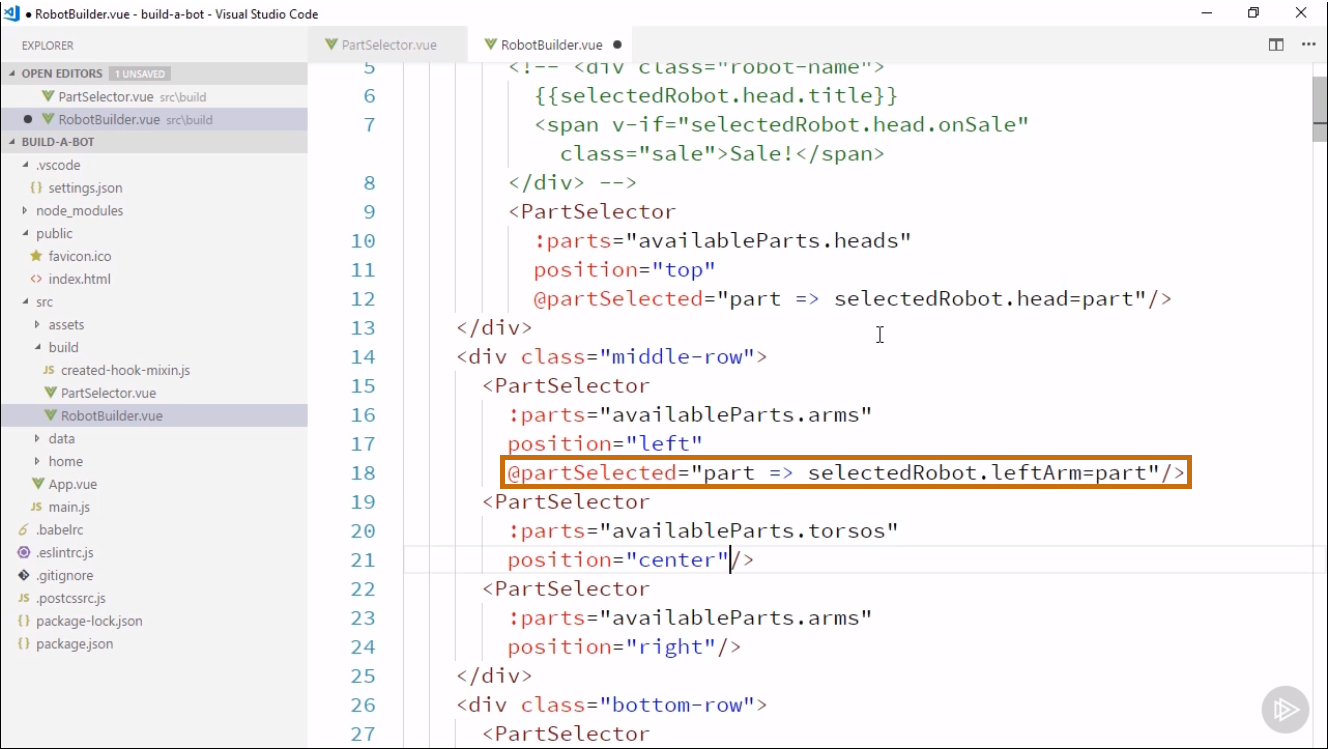 RobotBuilder.vue - build-a-bot - Visual Studio Code
EXPLORER
PartSelector.vue
RobotBuilder.vue
OPEN EDITORS 1 UNSAVED
PartSelector.vue src\build
RobotBuilder.vue src\build
BUILD-A-BOT
.vscode
{} settings.json
node_modules
public
favicon.ico
<> index.html
src
assets
build
JS created-hook-mixin.js
PartSelector.vue
RobotBuilder.vue
data
home
App.vue
JS main.js
6 .babelrc
.eslintrc.js
.gitignore
JS .postcssrc.js
{} package-lock.json
{} package.json
5 <!-- <div class="robot-name">
6 {{selectedRobot.head.title}}
7 <span v-if="selectedRobot.head.onSale"
class="sale">Sale!</span>
8 </div> -->
9 <PartSelector
10 :parts="availableParts.heads"
11 position="top"
12 @partSelected="part => selectedRobot.head=part"/>
13 </div>
14 <div class="middle-row">
15 <PartSelector
16 :parts="availableParts.arms"
17 position="left"
18 @partSelected="part => selectedRobot.leftArm=part"/>
19 <PartSelector
20 :parts="availableParts.torsos"
21 position="center"/>
22 <PartSelector
23 :parts="availableParts.arms"
24 position="right"/>
25 </div>
26 <div class="bottom-row">
27 <PartSelector